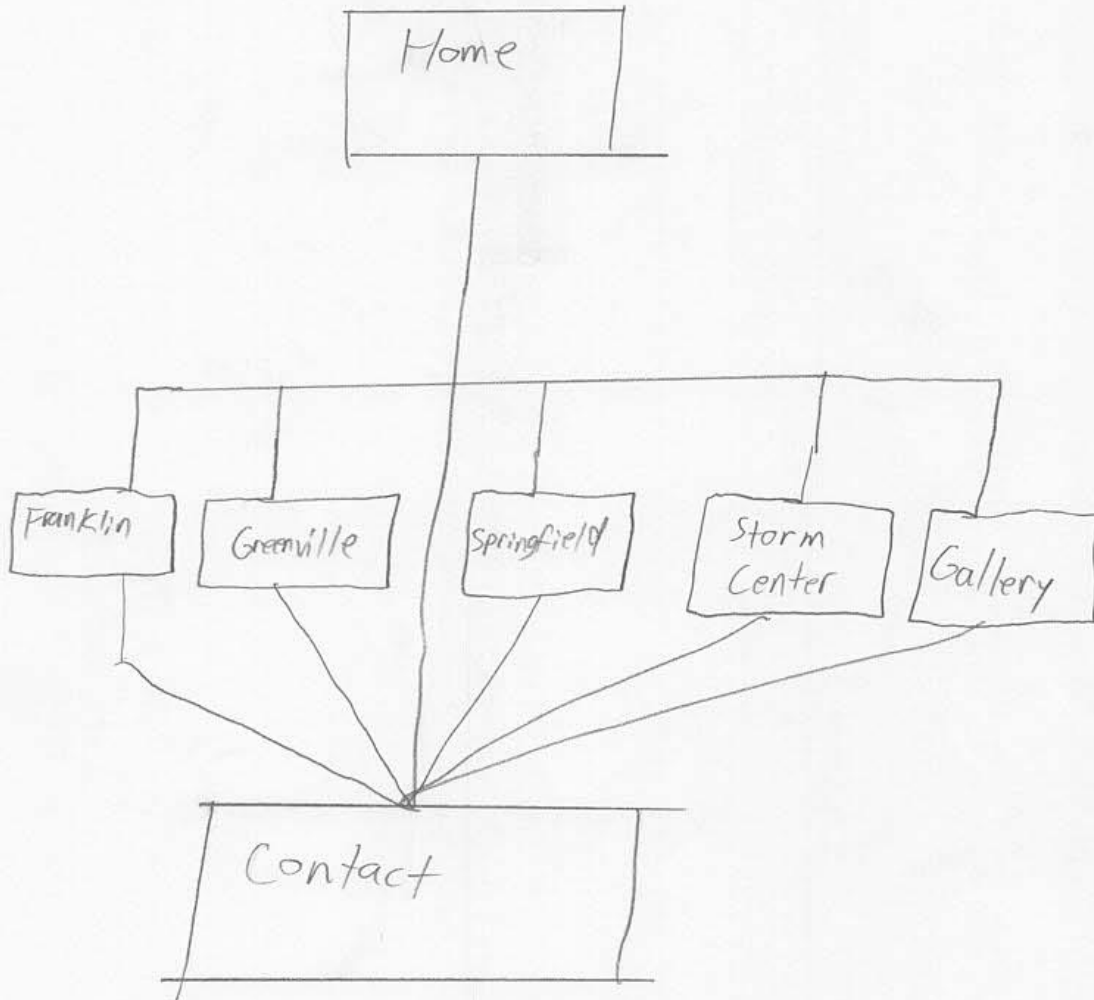 Home
Franklin
Greenville
Springfield
Storm
Center
Gallery
Contact